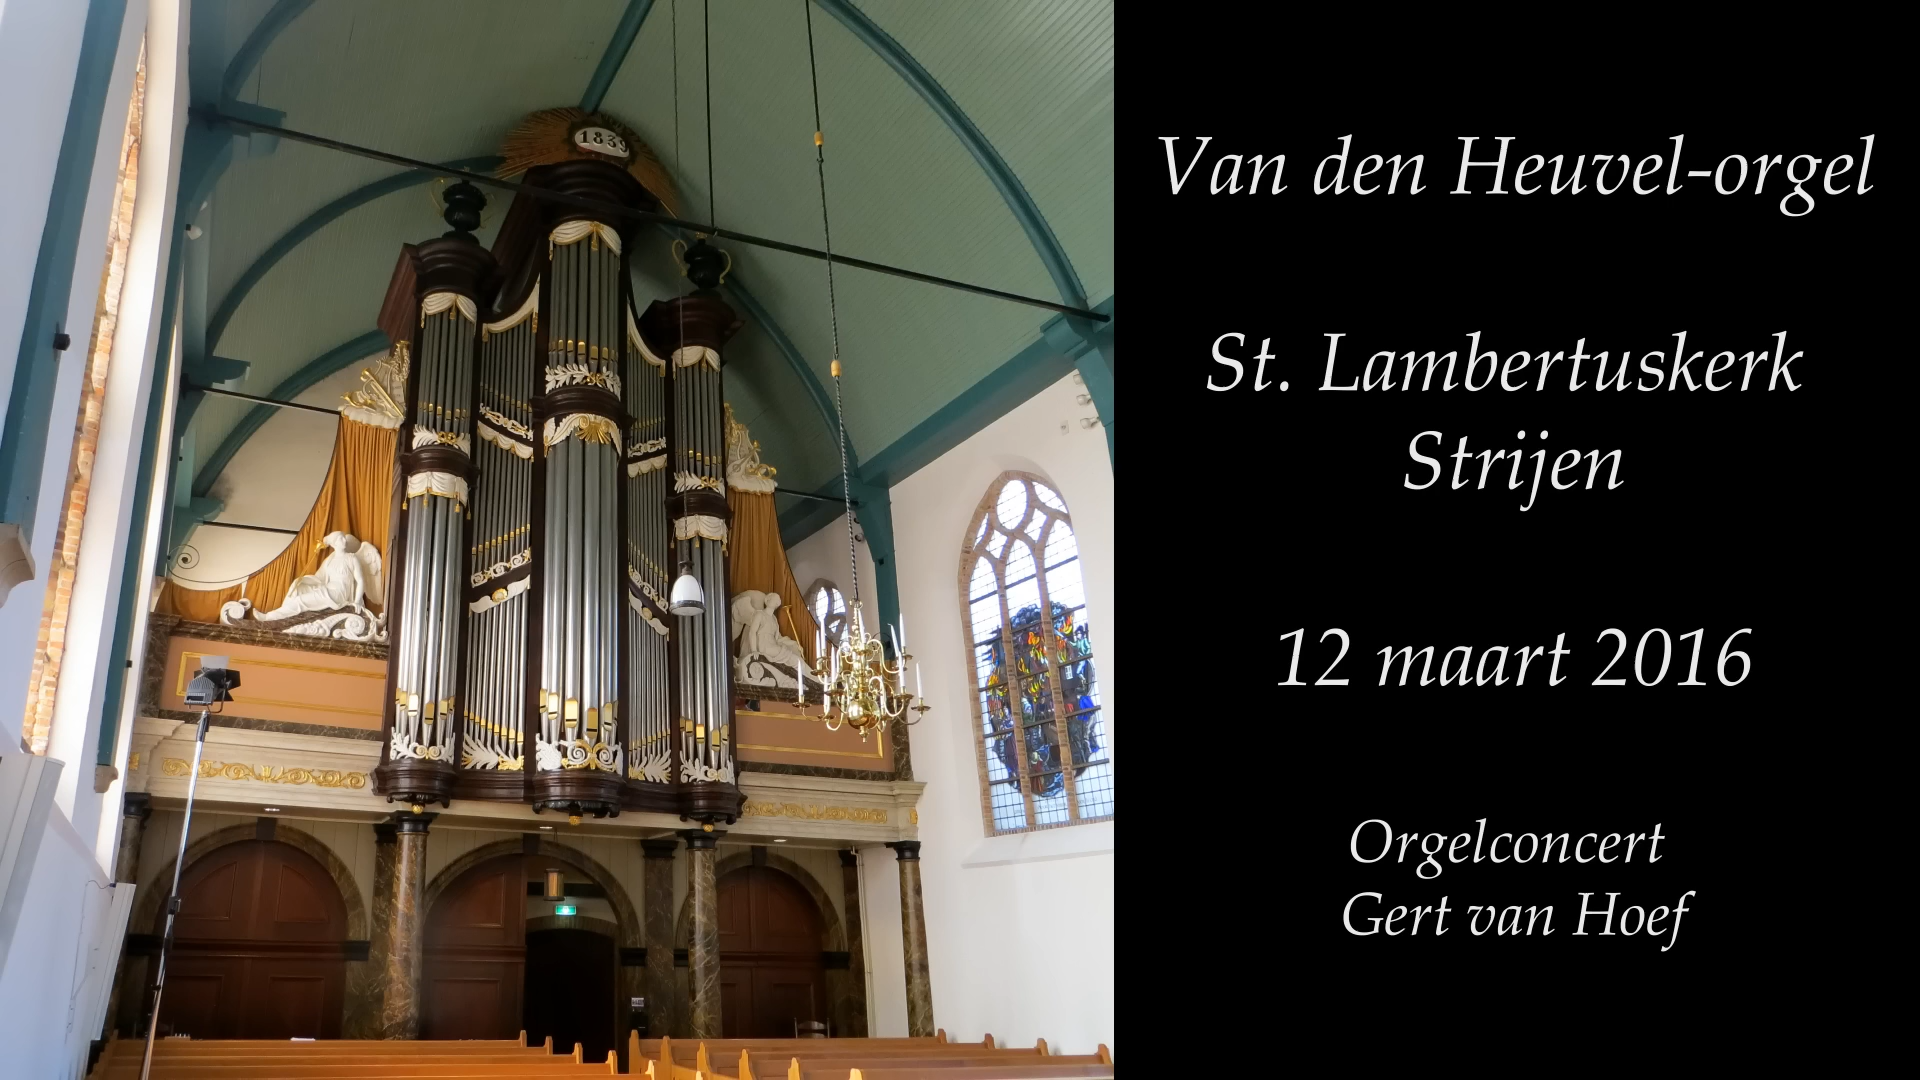 1839
Van den Heuvel-orgel
St. Lambertuskerk
Strijen
12 maart 2016
Orgelconcert
Gert van Hoef